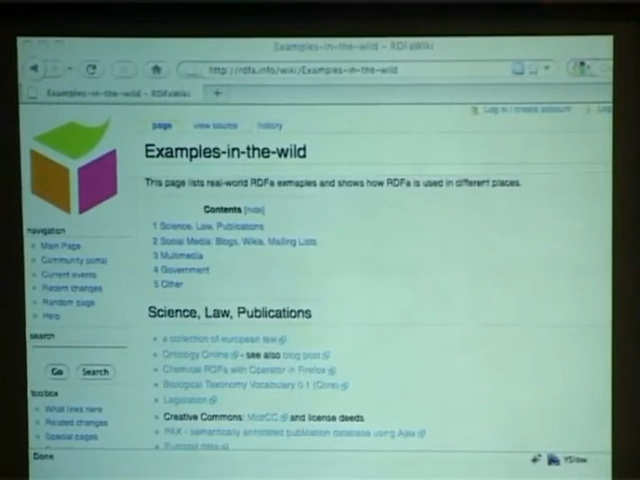 Examples-in-the-wild - RDFaWiki
http://rdfa.info/wiki/Examples-in-the-wild
Examples-in-the-wild - RDFaWiki
+
Log in / create account
Log
page view source history
Examples-in-the-wild
This page lists real-world RDFa exmaples and shows how RDFa is used in different places.
Contents [hide]
1 Science, Law, Publications
2 Social Media: Blogs, Wikis, Mailing Lists
3 Multimedia
4 Government
5 Other
navigation
Main Page
Community portal
Current events
Recent changes
Random page
Help
search
Go Search
toolbox
What links here
Related changes
Special pages
Science, Law, Publications
a collection of european law
Ontology Online - see also blog post
Chemical RDFa with Operator in Firefox
Biological Taxonomy Vocabulary 0.1 (Core)
Legislation
Creative Commons: MozCC and license deeds
PAX - semantically annotated publication database using Ajax
Done
YSlow